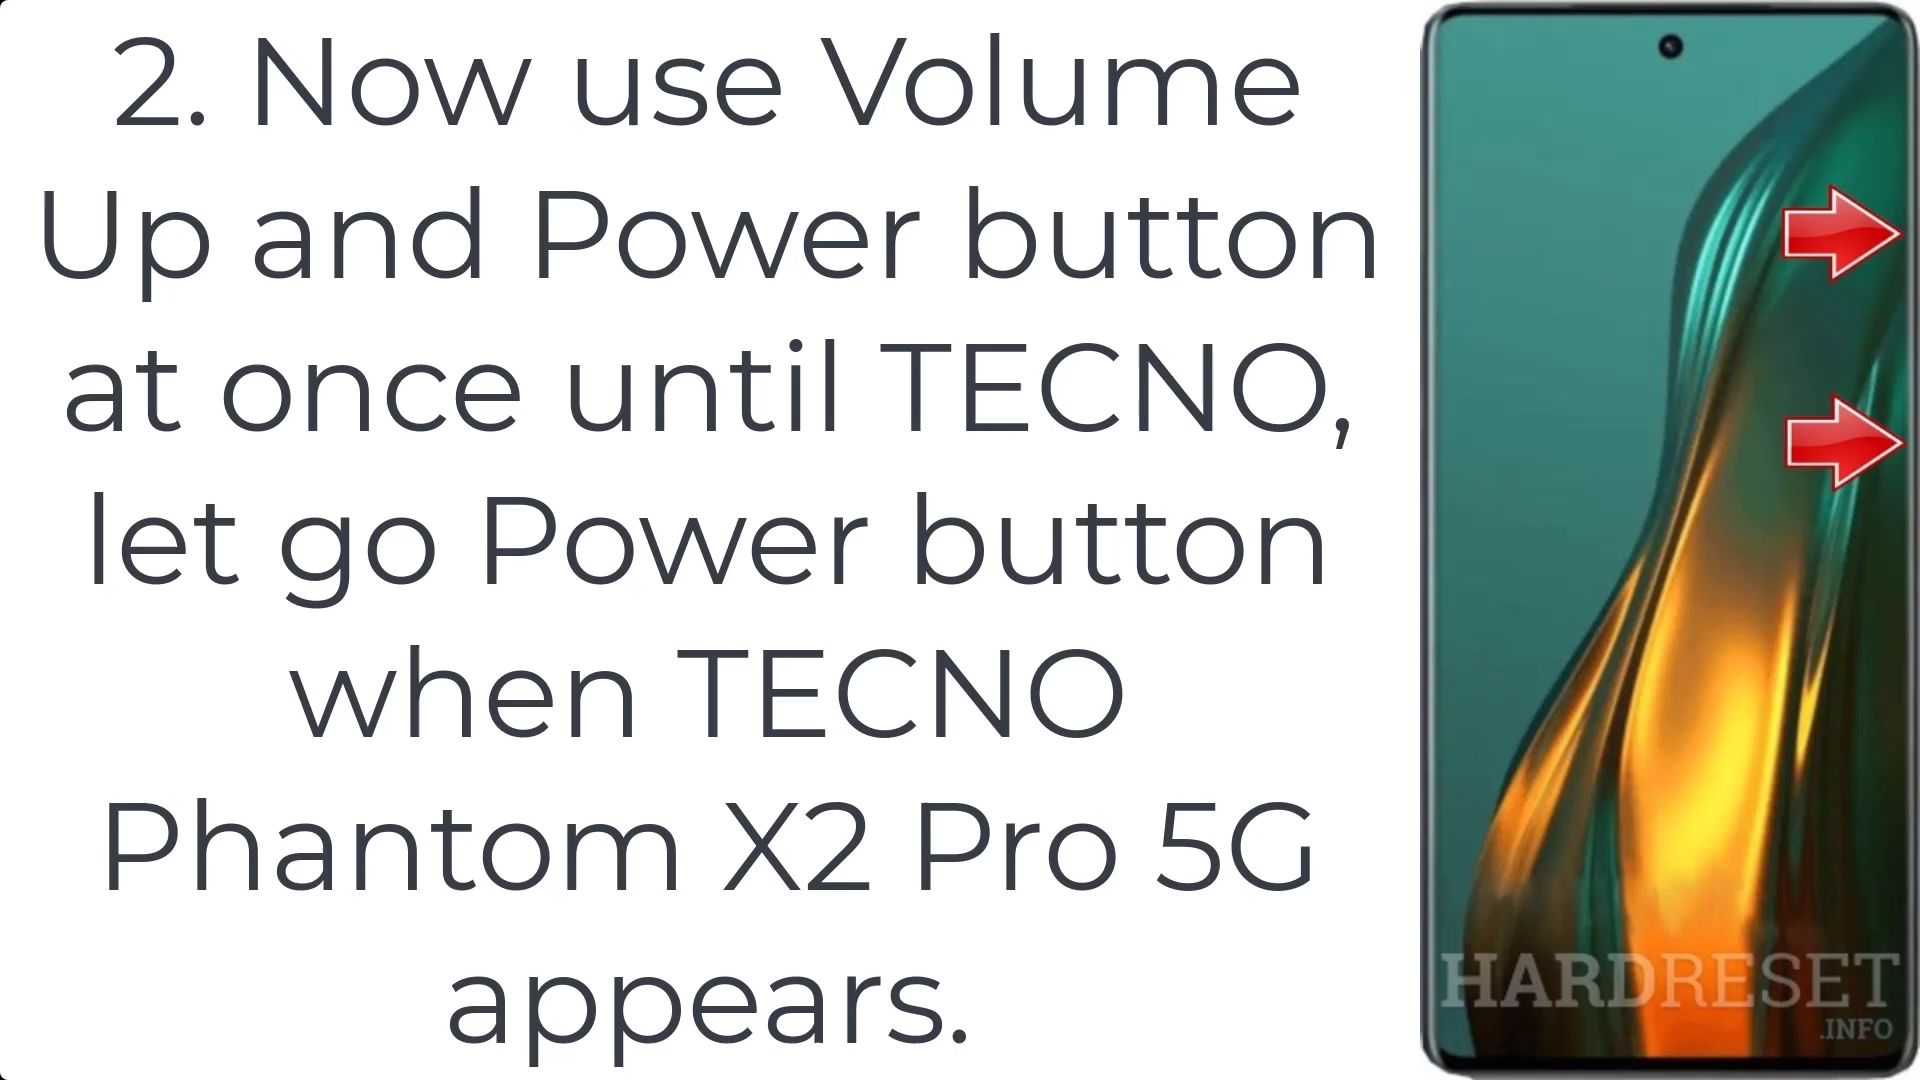 2. Now use Volume
Up and Power button
at once until TECNO,
let go Power button
when TECNO
Phantom X2 Pro 5G
appears.
HARDRESET
.INFO